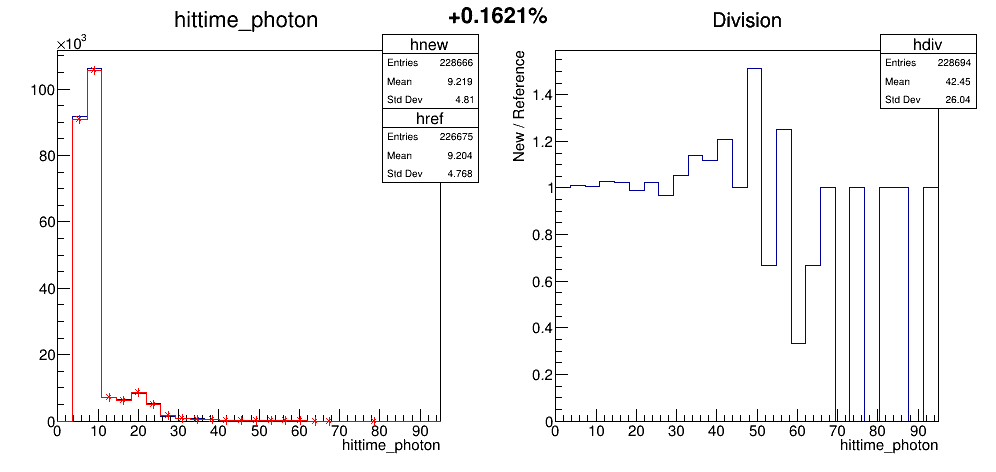 hittime_photon
+0.1621%
Division
×10³
hnew
Entries 228666
Mean 9.219
Std Dev 4.81
href
Entries 226675
Mean 9.204
Std Dev 4.768
100
80
60
40
20
0
0 10 20 30 40 50 60 70 80 90
hittime_photon
hdiv
Entries 228694
Mean 42.45
Std Dev 26.04
New / Reference
1.4
1.2
1
0.8
0.6
0.4
0.2
0
0 10 20 30 40 50 60 70 80 90
hittime_photon